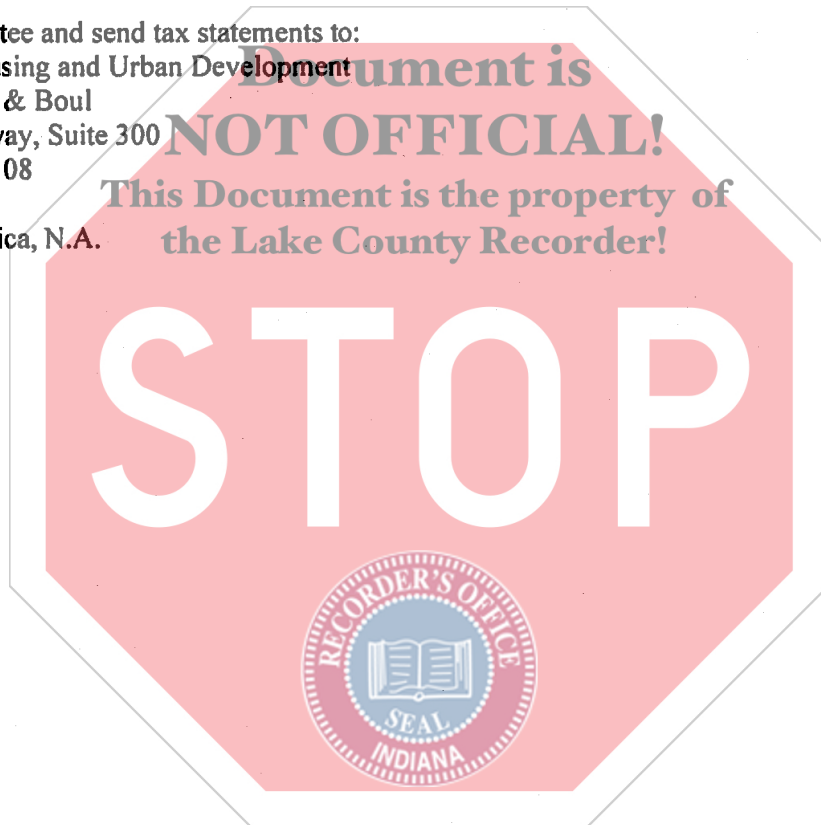 tee and send tax statements to:
sing and Urban Development
& Boul
ay, Suite 300
08
ica, N.A.
Document is
NOT OFFICIAL!
This Document is the property of
the Lake County Recorder!
STOP
RECORDER'S OFFICE
SEAL
INDIANA